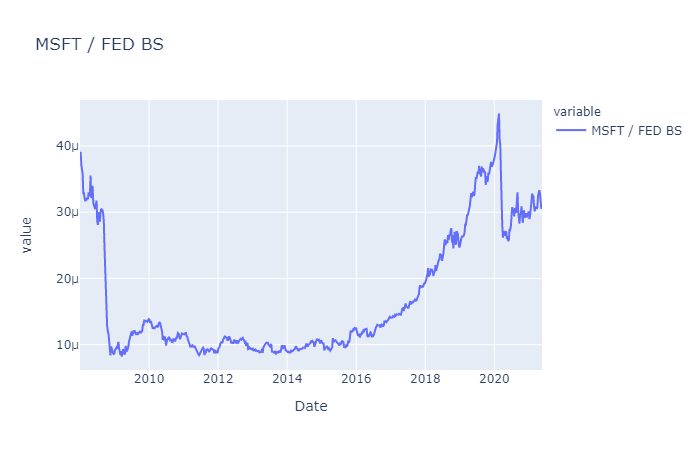 MSFT / FED BS
variable
MSFT / FED BS
value
40μ
30μ
20μ
10μ
2010 2012 2014 2016 2018 2020
Date